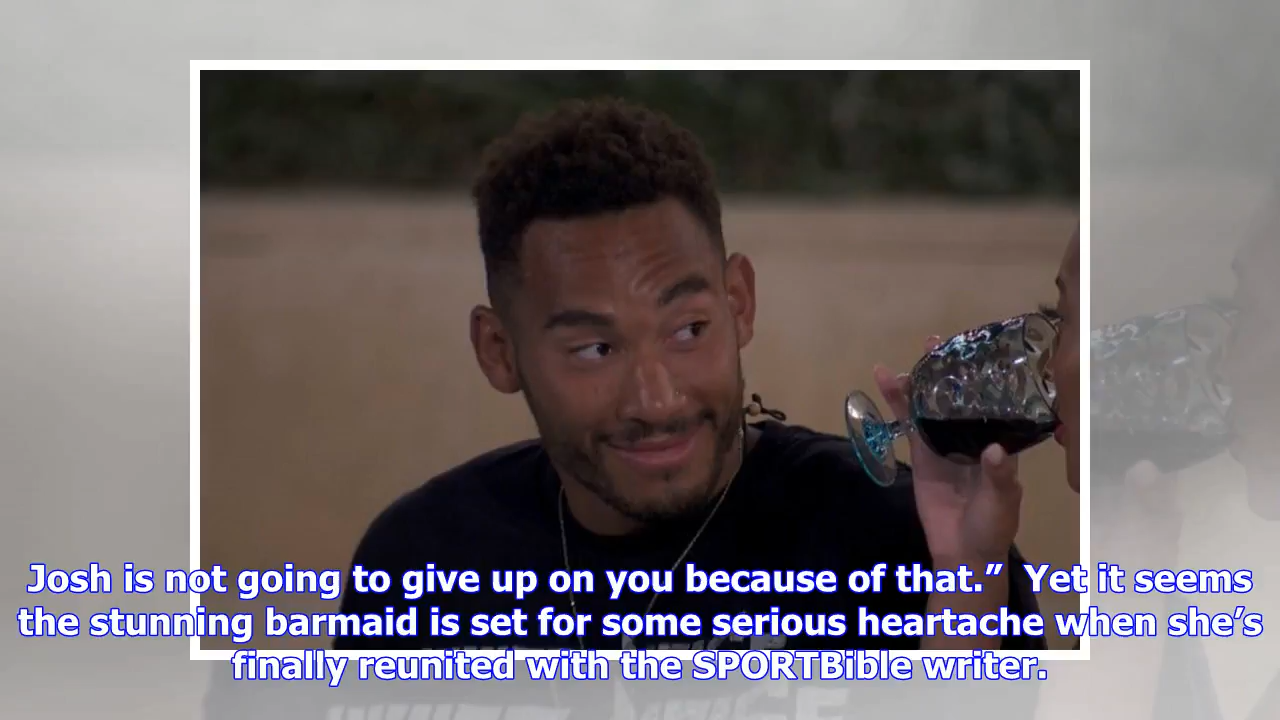 Josh is not going to give up on you because of that.”  Yet it seems
the stunning barmaid is set for some serious heartache when she’s
finally reunited with the SPORTBible writer.